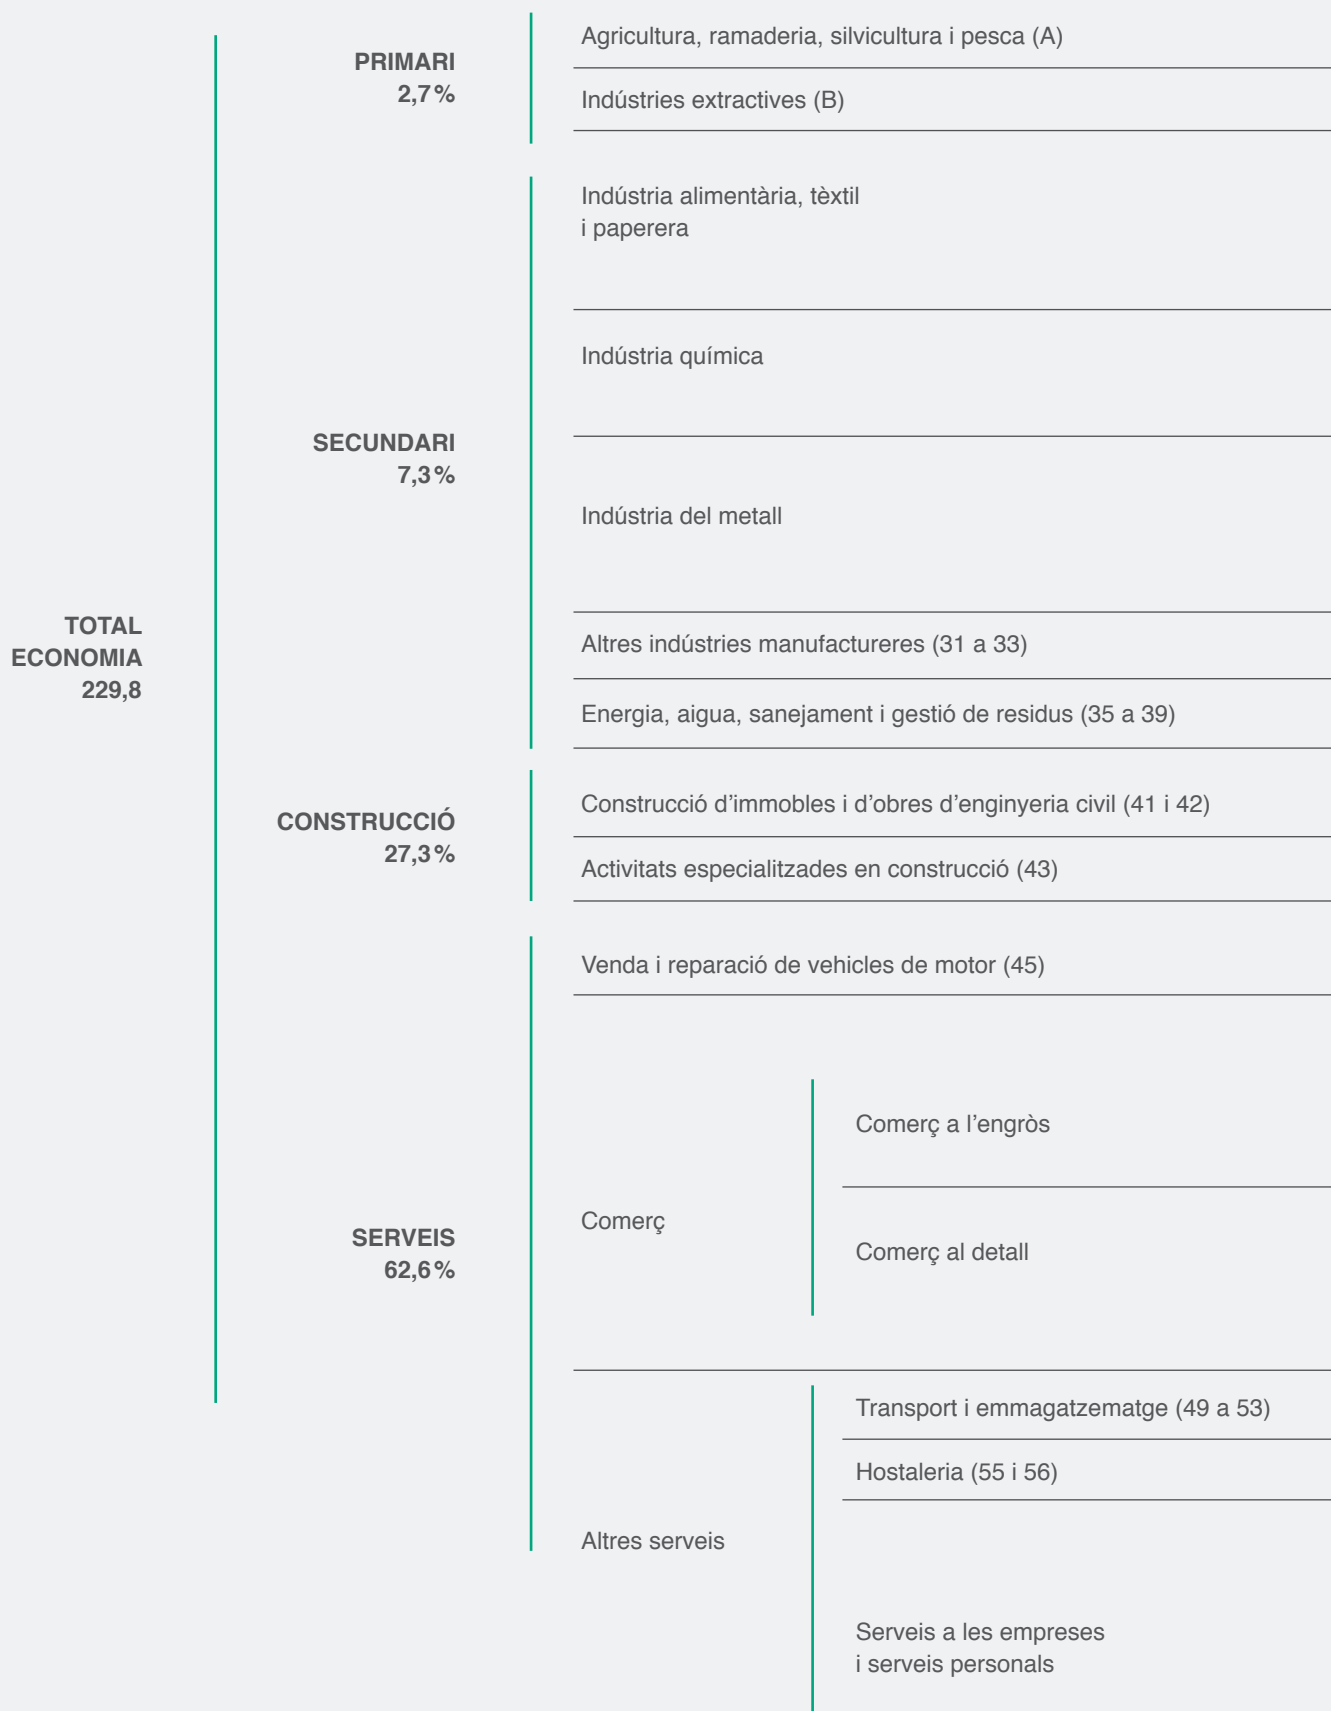 TOTAL
ECONOMIA
229,8
PRIMARI
2,7 %
Agricultura, ramaderia, silvicultura i pesca (A)
Indústries extractives (B)
SECUNDARI
7,3 %
Indústria alimentària, tèxtil
i paperera
Indústria química
Indústria del metall
Altres indústries manufactureres (31 a 33)
Energia, aigua, sanejament i gestió de residus (35 a 39)
CONSTRUCCIÓ
27,3 %
Construcció d’immobles i d’obres d’enginyeria civil (41 i 42)
Activitats especialitzades en construcció (43)
SERVEIS
62,6 %
Venda i reparació de vehicles de motor (45)
Comerç
Comerç a l’engròs
Comerç al detall
Altres serveis
Transport i emmagatzematge (49 a 53)
Hostaleria (55 i 56)
Serveis a les empreses
i serveis personals